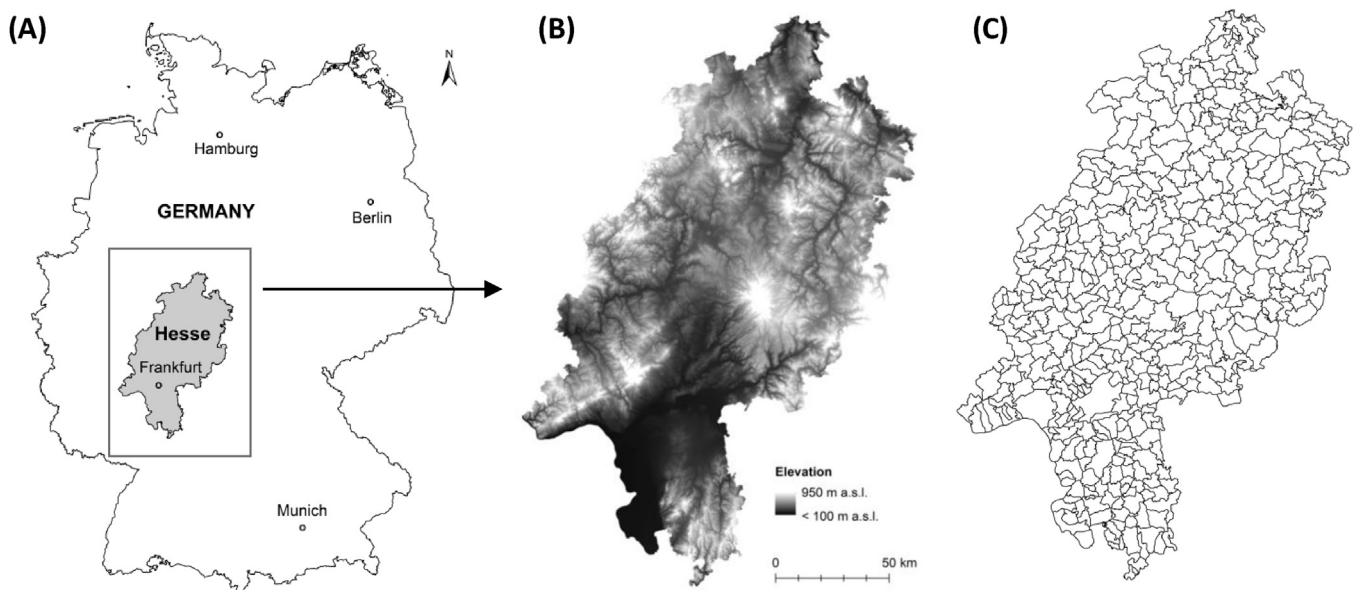 (A)
N
Hamburg
GERMANY
Berlin
Hesse
Frankfurt
Munich
(B)
Elevation
950 m a.s.l.
< 100 m a.s.l.
0 50 km
(C)